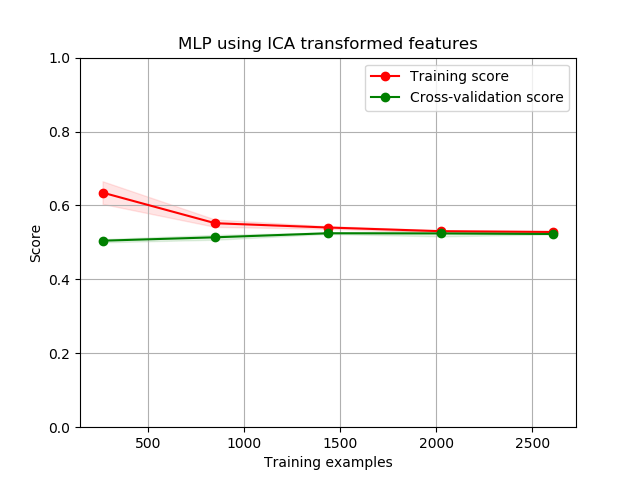 MLP using ICA transformed features
1.0
0.8
0.6
0.4
0.2
0.0
Score
Training score
Cross-validation score
500
1000
1500
2000
2500
Training examples